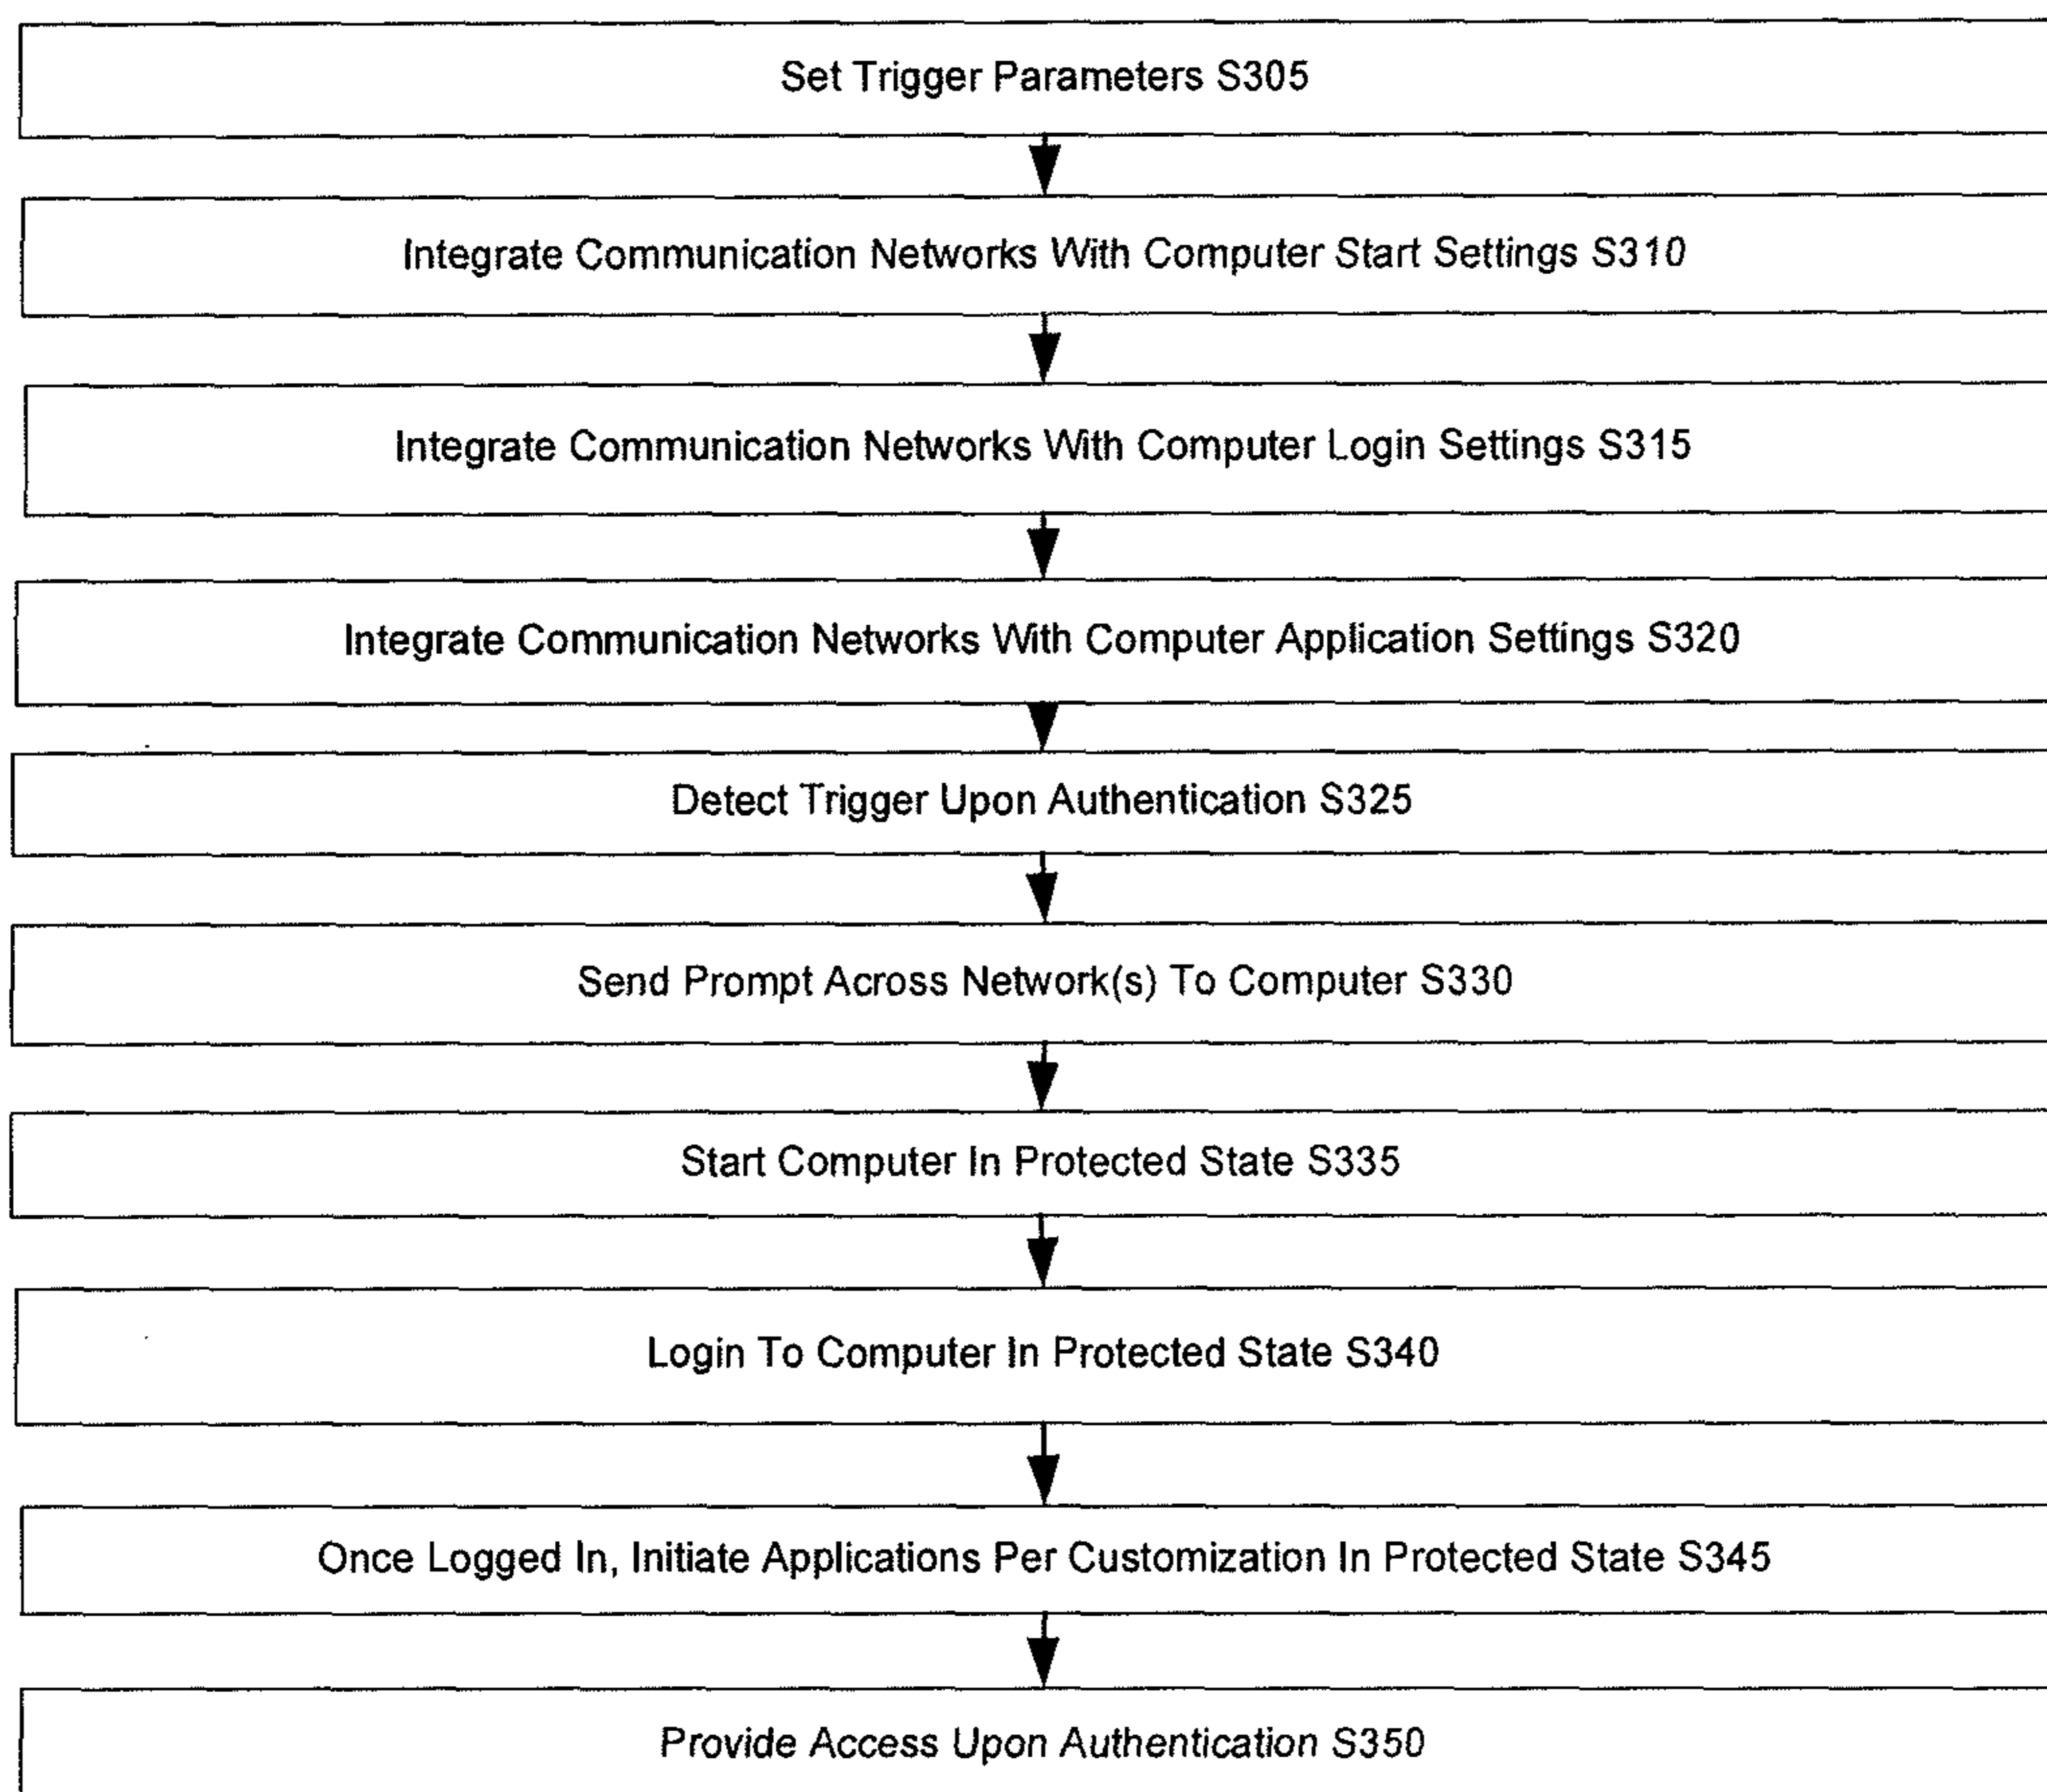 Set Trigger Parameters S305
Integrate Communication Networks With Computer Start Settings S310
Integrate Communication Networks With Computer Login Settings S315
Integrate Communication Networks With Computer Application Settings S320
Detect Trigger Upon Authentication S325
Send Prompt Across Network(s) To Computer S330
Start Computer In Protected State S335
Login To Computer In Protected State S340
Once Logged In, Initiate Applications Per Customization In Protected State S345
Provide Access Upon Authentication S350